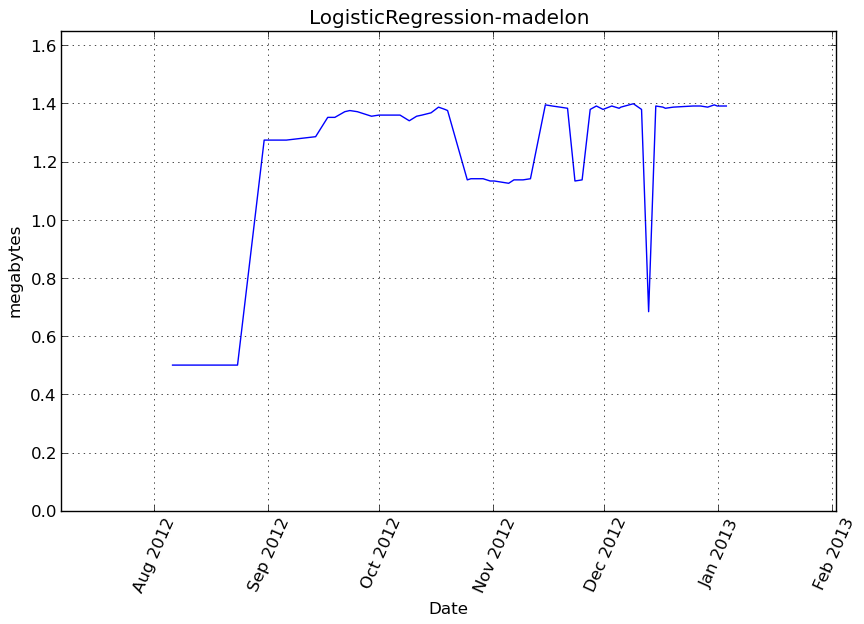 LogisticRegression-madelon
1.6
1.4
1.2
1.0
0.8
0.6
0.4
0.2
0.0
megabytes
Aug 2012
Sep 2012
Oct 2012
Nov 2012
Dec 2012
Jan 2013
Feb 2013
Date